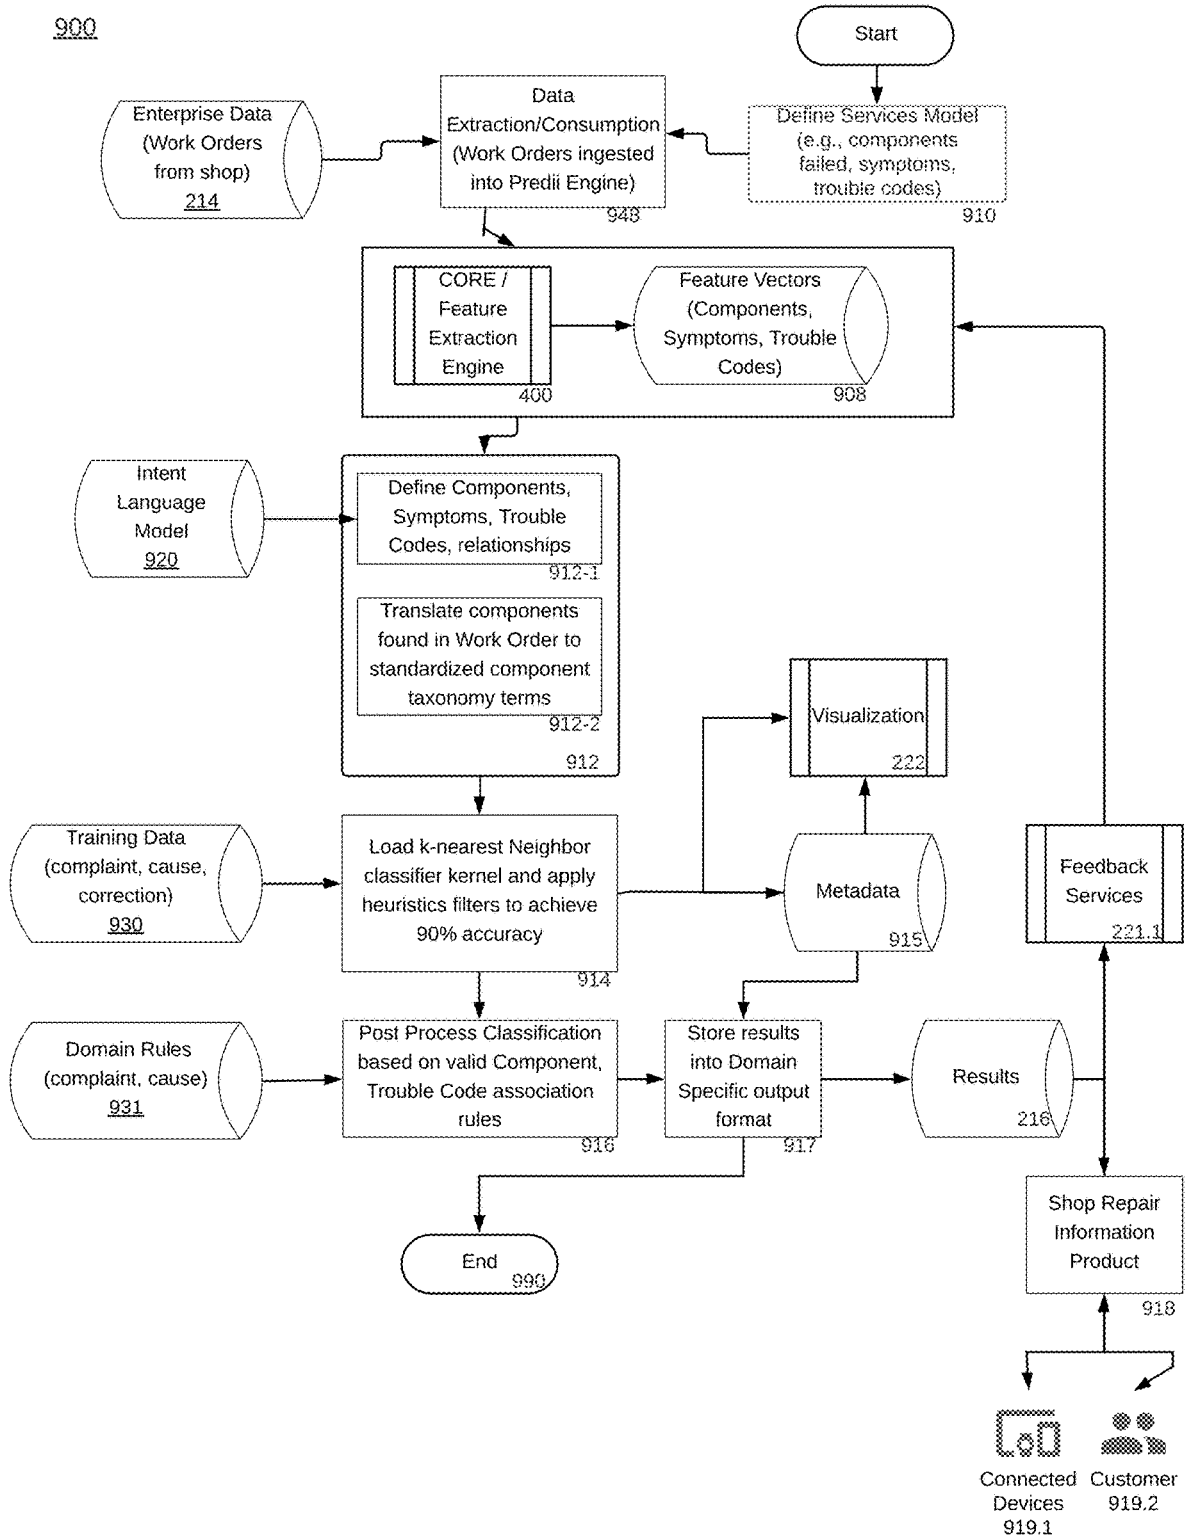 900
Start
Enterprise Data
(Work Orders
from shop)
214
Data
Extraction/Consumption
(Work Orders ingested
into Predii Engine)
948
Define Services Model
(e.g., components
failed, symptoms,
trouble codes)
910
CORE /
Feature
Extraction
Engine
400
Feature Vectors
(Components,
Symptoms, Trouble
Codes)
908
Intent
Language
Model
920
Define Components,
Symptoms, Trouble
Codes, relationships
912-1
Translate components
found in Work Order to
standardized component
taxonomy terms
912-2
912
Visualization
222
Training Data
(complaint, cause,
correction)
930
Load k-nearest Neighbor
classifier kernel and apply
heuristics filters to achieve
90% accuracy
914
Metadata
915
Feedback
Services
221.1
Domain Rules
(complaint, cause)
931
Post Process Classification
based on valid Component,
Trouble Code association
rules
916
Store results
into Domain
Specific output
format
917
Results
216
End
990
Shop Repair
Information
Product
918
Connected
Devices
919.1
Customer
919.2